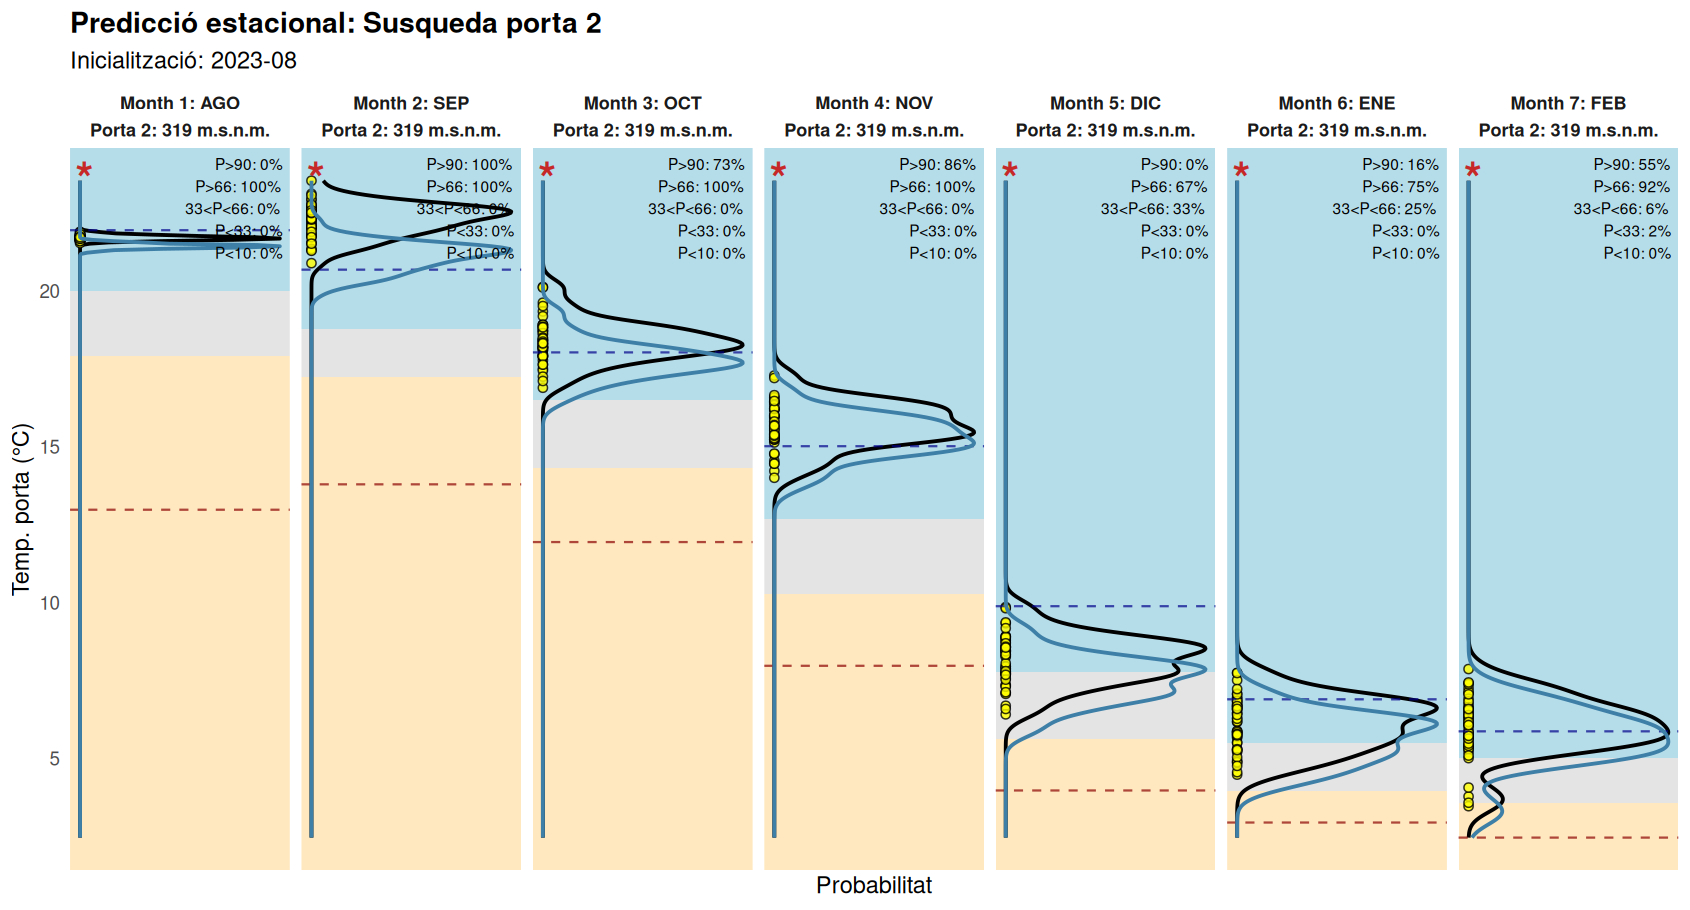 Predicció estacional: Susqueda porta 2
Inicialització: 2023-08
Month 1: AGO
Porta 2: 319 m.s.n.m.
Month 2: SEP
Porta 2: 319 m.s.n.m.
Month 3: OCT
Porta 2: 319 m.s.n.m.
Month 4: NOV
Porta 2: 319 m.s.n.m.
Month 5: DIC
Porta 2: 319 m.s.n.m.
Month 6: ENE
Porta 2: 319 m.s.n.m.
Month 7: FEB
Porta 2: 319 m.s.n.m.
*
P>90: 0%
P>66: 100%
33<P<66: 0%
P<33: 0%
P<10: 0%
*
P>90: 100%
P>66: 100%
33<P<66: 0%
P<33: 0%
P<10: 0%
*
P>90: 73%
P>66: 100%
33<P<66: 0%
P<33: 0%
P<10: 0%
*
P>90: 86%
P>66: 100%
33<P<66: 0%
P<33: 0%
P<10: 0%
*
P>90: 0%
P>66: 67%
33<P<66: 33%
P<33: 0%
P<10: 0%
*
P>90: 16%
P>66: 75%
33<P<66: 25%
P<33: 0%
P<10: 0%
*
P>90: 55%
P>66: 92%
33<P<66: 6%
P<33: 2%
P<10: 0%
Temp. porta (°C)
20
15
10
5
Probabilitat